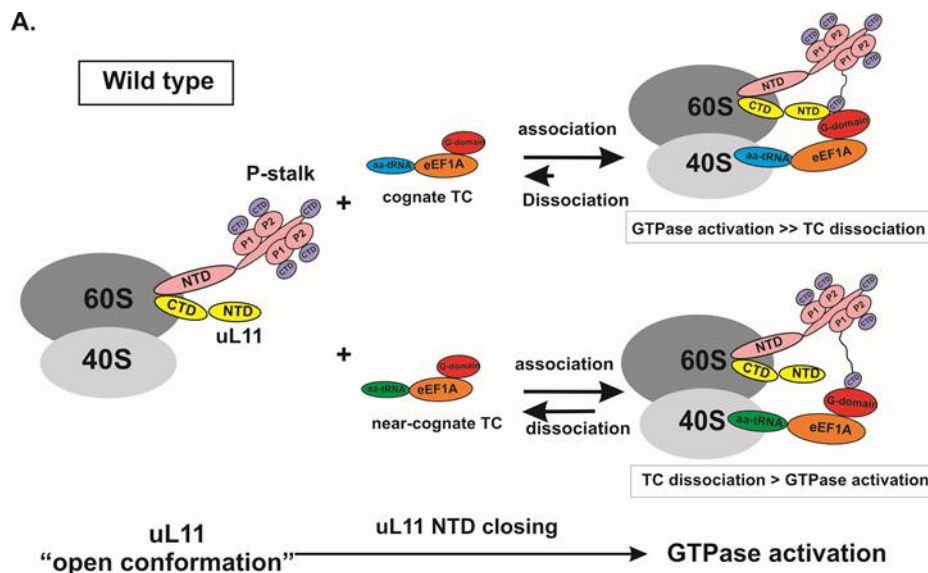 A.
Wild type
P-stalk
CTD
CTD
CTD
P1 P2
P1 P2
CTD
CTD
NTD
60S
CTD
NTD
uL11
40S
+
G-domain
aa-tRNA
eEF1A
cognate TC
association
Dissociation
CTD
CTD
CTD
P1 P2
P1 P2
CTD
CTD
NTD
60S
CTD
NTD
CTD
G-domain
40S
aa-tRNA
eEF1A
GTPase activation >> TC dissociation
+
G-domain
aa-tRNA
eEF1A
near-cognate TC
association
dissociation
CTD
CTD
CTD
P1 P2
P1 P2
CTD
NTD
60S
CTD
NTD
CTD
G-domain
40S
aa-tRNA
eEF1A
TC dissociation > GTPase activation
uL11
“open conformation”
uL11 NTD closing
GTPase activation